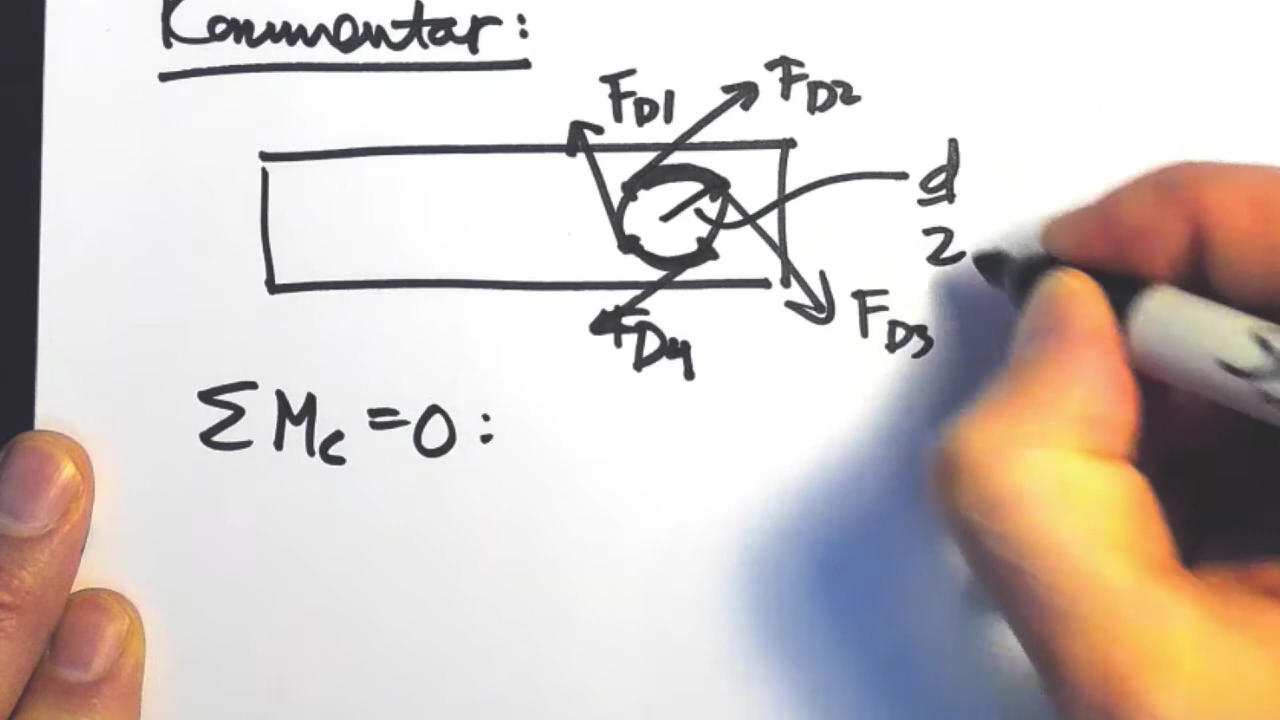 Kommentar:
F_D1
F_D2
d
2
F_D3
F_D4
ΣM_C=0: